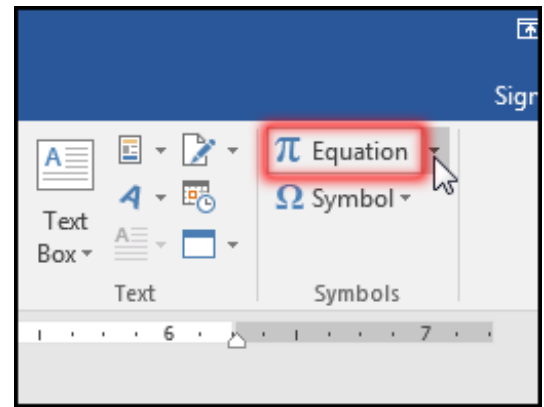 Sign
π Equation
Ω Symbol
Text
Box
Text
Symbols
6
7